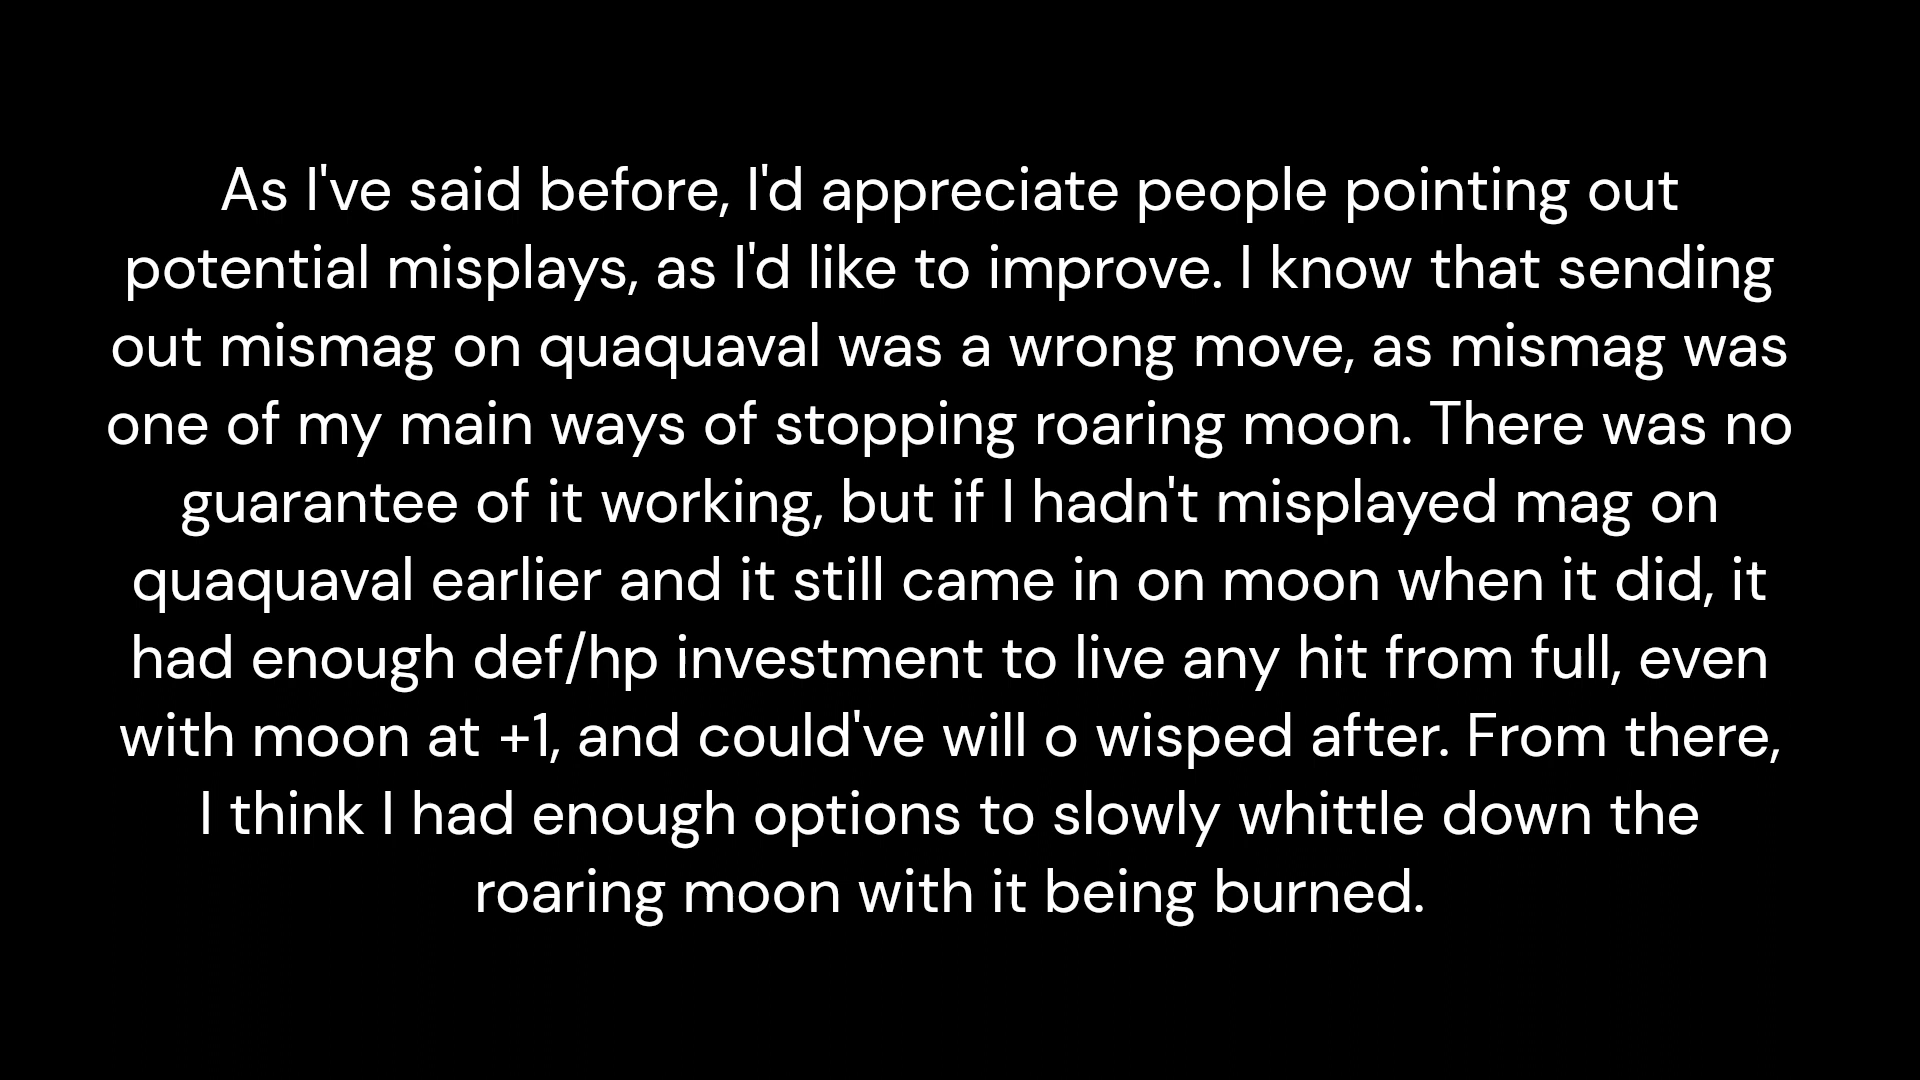 As I've said before, I'd appreciate people pointing out
potential misplays, as I'd like to improve. I know that sending
out mismag on quaquaval was a wrong move, as mismag was
one of my main ways of stopping roaring moon. There was no
guarantee of it working, but if I hadn't misplayed mag on
quaquaval earlier and it still came in on moon when it did, it
had enough def/hp investment to live any hit from full, even
with moon at +1, and could've will o wisped after. From there,
I think I had enough options to slowly whittle down the
roaring moon with it being burned.